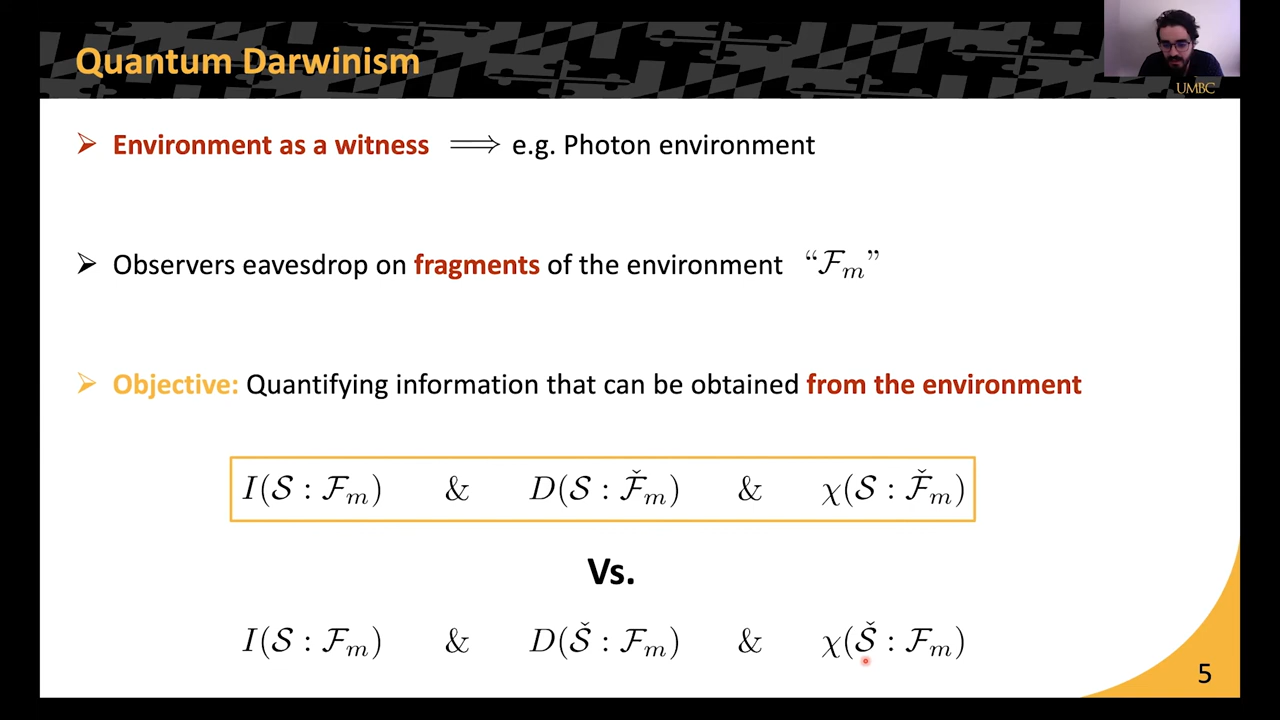 Quantum Darwinism
UMBC
➢ Environment as a witness ⟹ e.g. Photon environment
➢ Observers eavesdrop on fragments of the environment “ℱₘ”
➢ Objective: Quantifying information that can be obtained from the environment
I(𝒮 : ℱₘ) & D(𝒮 : ℱ̌ₘ) & χ(𝒮 : ℱ̌ₘ)
Vs.
I(𝒮 : ℱₘ) & D(𝒮̌ : ℱₘ) & χ(𝒮̌ : ℱₘ)
5